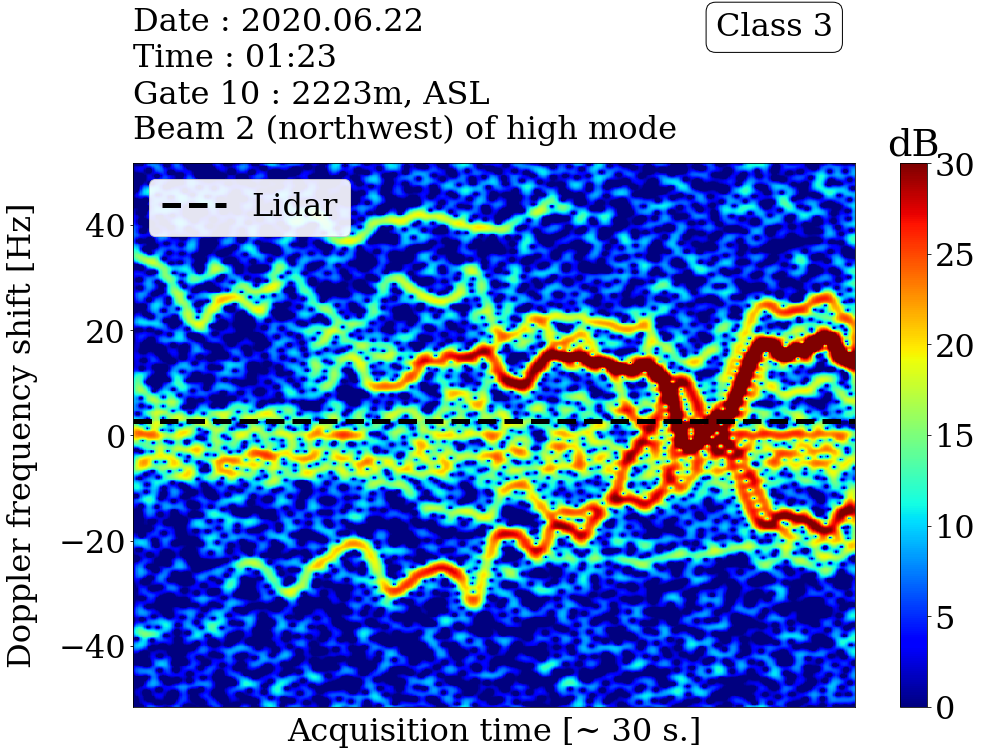 Date : 2020.06.22
Time : 01:23
Gate 10 : 2223m, ASL
Beam 2 (northwest) of high mode
Class 3
dB
Lidar
Doppler frequency shift [Hz]
40
20
0
−20
−40
30
25
20
15
10
5
0
Acquisition time [~ 30 s.]